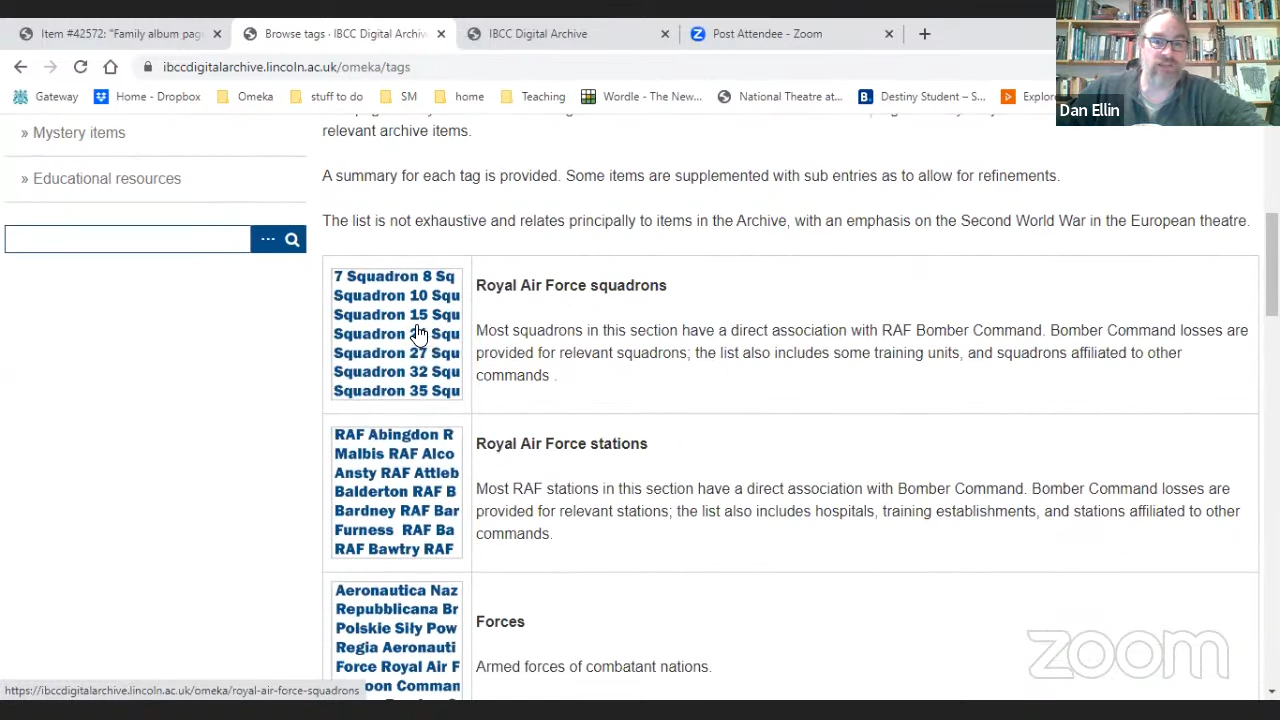 Item #42572: "Family album pag
Browse tags · IBCC Digital Archiv
IBCC Digital Archive
Post Attendee - Zoom
ibccdigitalarchive.lincoln.ac.uk/omeka/tags
Gateway
Home - Dropbox
Omeka
stuff to do
SM
home
Teaching
Wordle - The New...
National Theatre at...
Destiny Student – S...
Explor
Dan Ellin
» Mystery items
» Educational resources
...
relevant archive items.
A summary for each tag is provided. Some items are supplemented with sub entries as to allow for refinements.
The list is not exhaustive and relates principally to items in the Archive, with an emphasis on the Second World War in the European theatre.
7 Squadron 8 Sq
Squadron 10 Squ
Squadron 15 Squ
Squadron 2 Squ
Squadron 27 Squ
Squadron 32 Squ
Squadron 35 Squ
Royal Air Force squadrons
Most squadrons in this section have a direct association with RAF Bomber Command. Bomber Command losses are
provided for relevant squadrons; the list also includes some training units, and squadrons affiliated to other
commands .
RAF Abingdon R
Malbis RAF Alco
Ansty RAF Attleb
Balderton RAF B
Bardney RAF Bar
Furness RAF Ba
RAF Bawtry RAF
Royal Air Force stations
Most RAF stations in this section have a direct association with Bomber Command. Bomber Command losses are
provided for relevant stations; the list also includes hospitals, training establishments, and stations affiliated to other
commands.
Aeronautica Naz
Repubblicana Br
Polskie Siły Pow
Regia Aeronauti
Force Royal Air F
oon Comman
Forces
Armed forces of combatant nations.
zoom
https://ibccdigitalarchive.lincoln.ac.uk/omeka/royal-air-force-squadrons